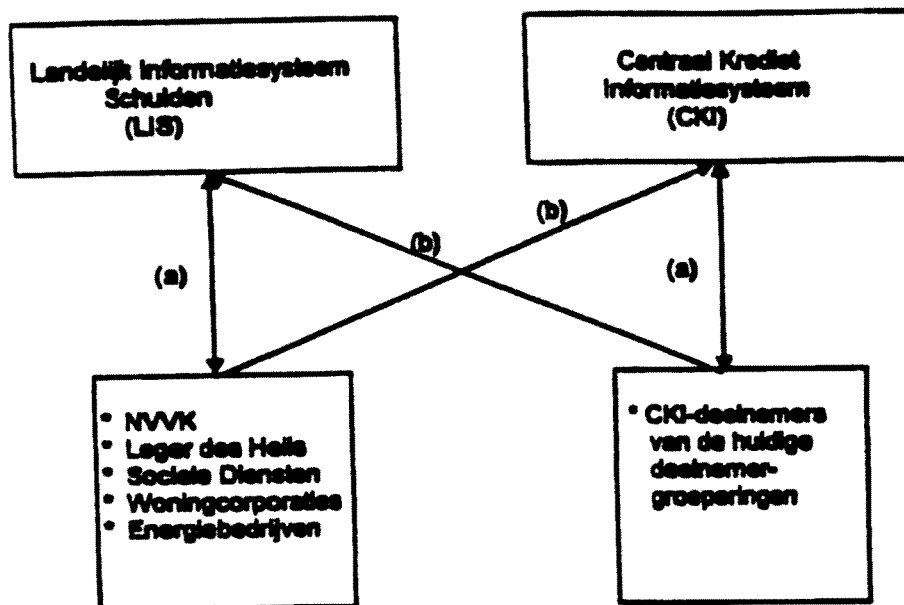 Landelijk Informatiesysteem
Schulden
(LIS)
Centraal Krediet
Informatiesysteem
(CKI)
(b)
(b)
(a)
(a)
* NVVK
* Leger des Heils
* Sociale Diensten
* Woningcorporaties
* Energiebedrijven
* CKI-deelnemers
van de huidige
deelnemer-
groeperingen